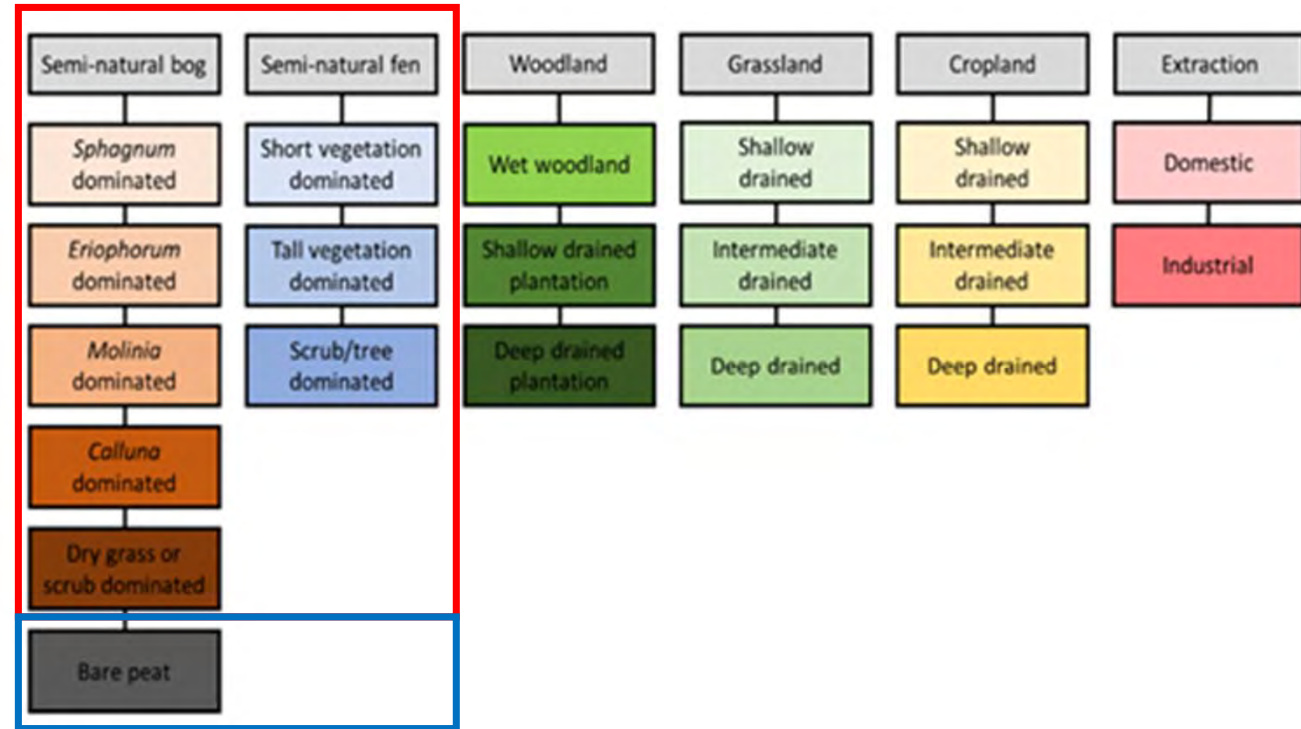 Semi-natural bog
Sphagnum
dominated
Eriophorum
dominated
Molinia
dominated
Calluna
dominated
Dry grass or
scrub dominated
Bare peat
Semi-natural fen
Short vegetation
dominated
Tall vegetation
dominated
Scrub/tree
dominated
Woodland
Wet woodland
Shallow drained
plantation
Deep drained
plantation
Grassland
Shallow
drained
Intermediate
drained
Deep drained
Cropland
Shallow
drained
Intermediate
drained
Deep drained
Extraction
Domestic
Industrial